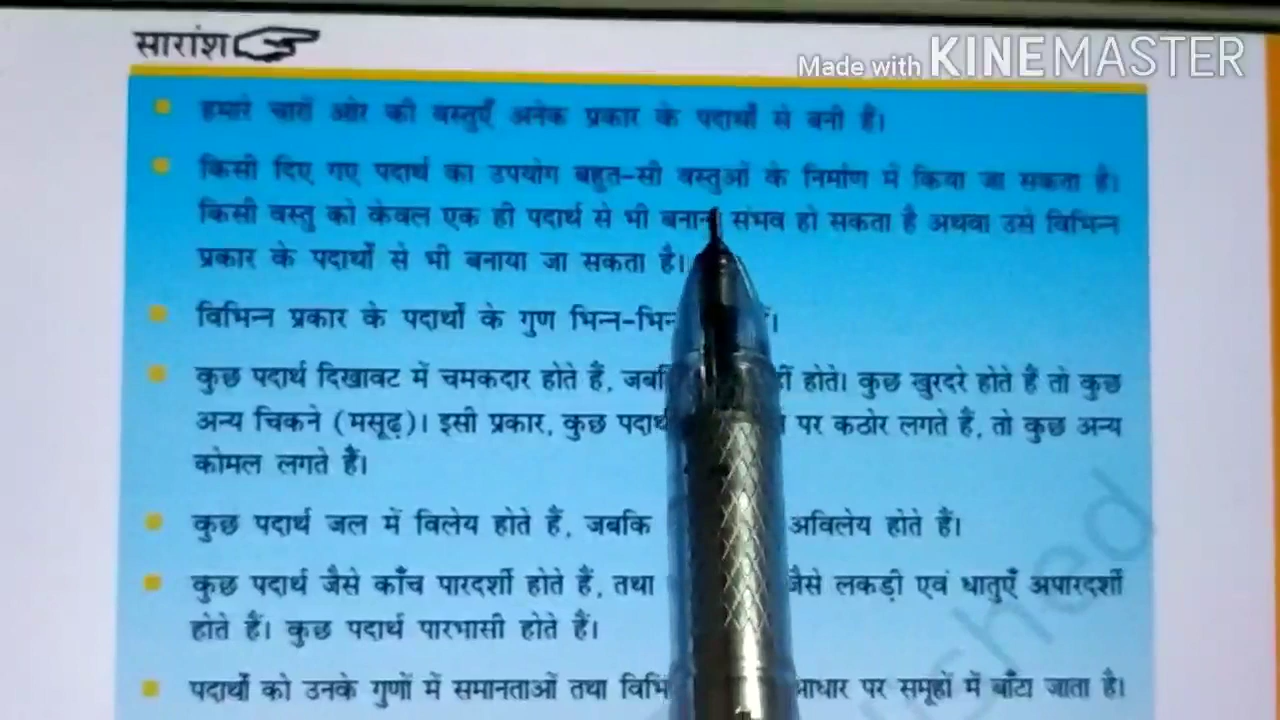 सारांश
Made with KINEMASTER
हमारे चारों ओर की वस्तुएँ अनेक प्रकार के पदार्थों से बनी हैं।
किसी दिए गए पदार्थ का उपयोग बहुत-सी वस्तुओं के निर्माण में किया जा सकता है।
किसी वस्तु को केवल एक ही पदार्थ से भी बनाना संभव हो सकता है अथवा उसे विभिन्न
प्रकार के पदार्थों से भी बनाया जा सकता है।
विभिन्न प्रकार के पदार्थों के गुण
कुछ पदार्थ दिखावट में चमकदार होते हैं, होते। कुछ खुरदरे होते हैं तो कुछ
अन्य चिकने (मसृढ़)। इसी प्रकार, कुछ पर कठोर लगते हैं, तो कुछ अन्य
कोमल लगते हैं।
कुछ पदार्थ जल में विलेय होते हैं, जबकि अविलेय होते हैं।
कुछ पदार्थ जैसे काँच पारदर्शी होते हैं, तथा जैसे लकड़ी एवं धातुएँ अपारदर्शी
होते हैं। कुछ पदार्थ पारभासी होते हैं।
पदार्थों को उनके गुणों में समानताओं तथा पर समूहों में बाँटा जाता है।